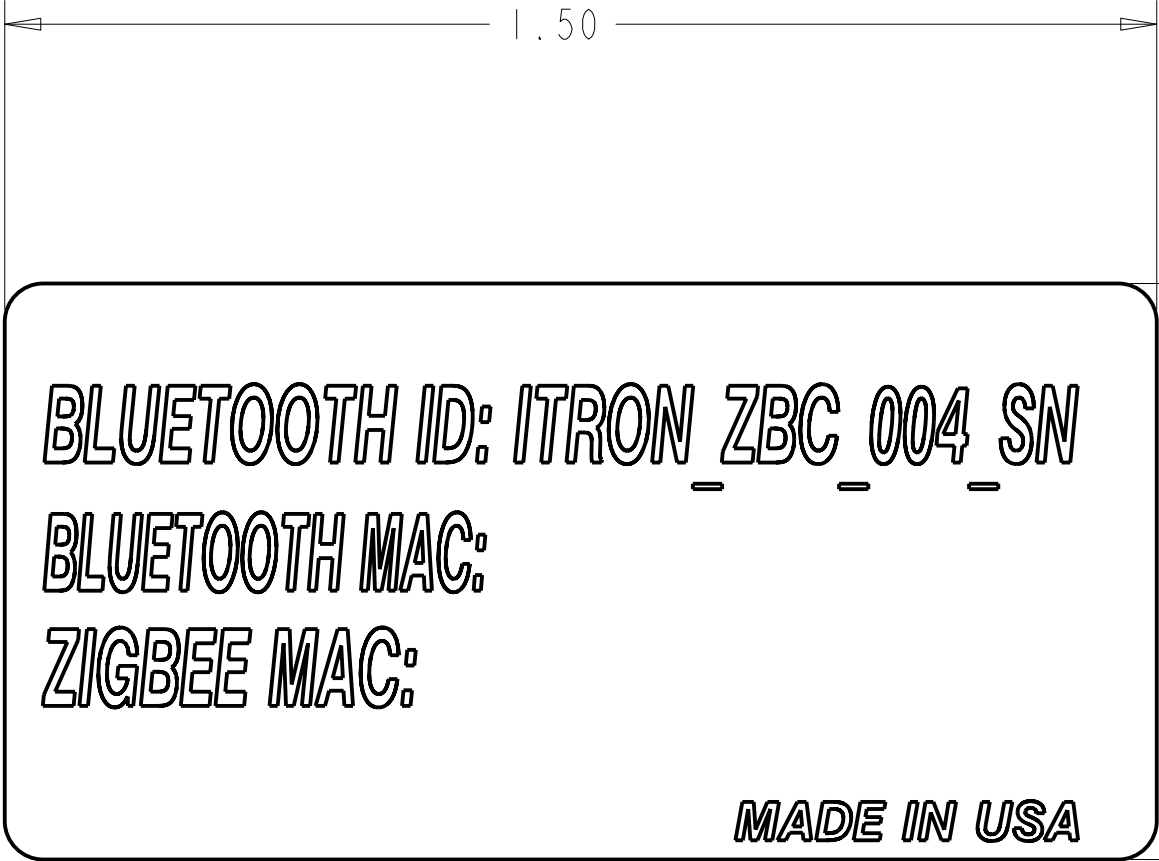 1.50
BLUETOOTH ID: ITRON_ZBC_004_SN
BLUETOOTH MAC:
ZIGBEE MAC:
MADE IN USA